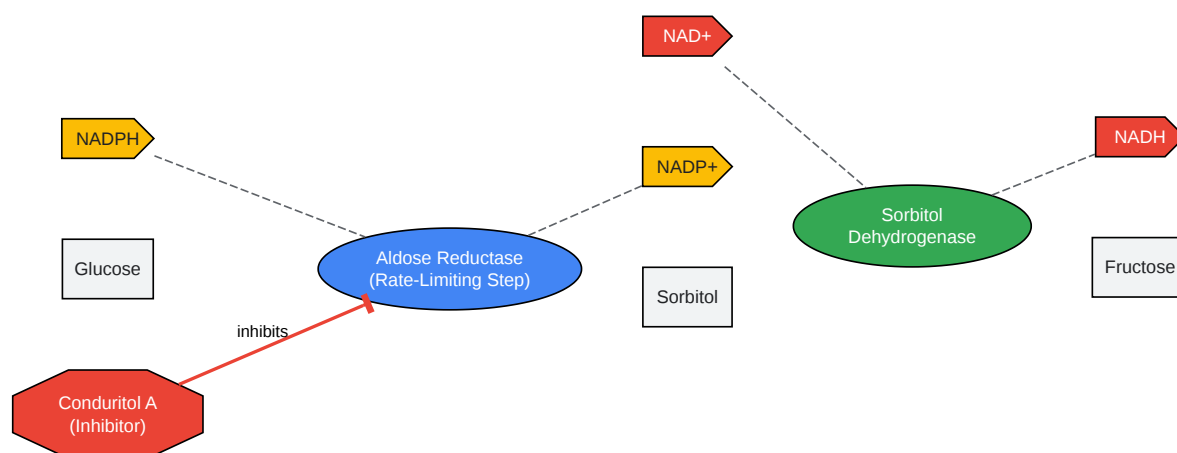 NAD+
NADPH
NADH
NADP+
Sorbitol
Dehydrogenase
Glucose
Aldose Reductase
(Rate-Limiting Step)
Fructose
Sorbitol
inhibits
Conduritol A
(Inhibitor)